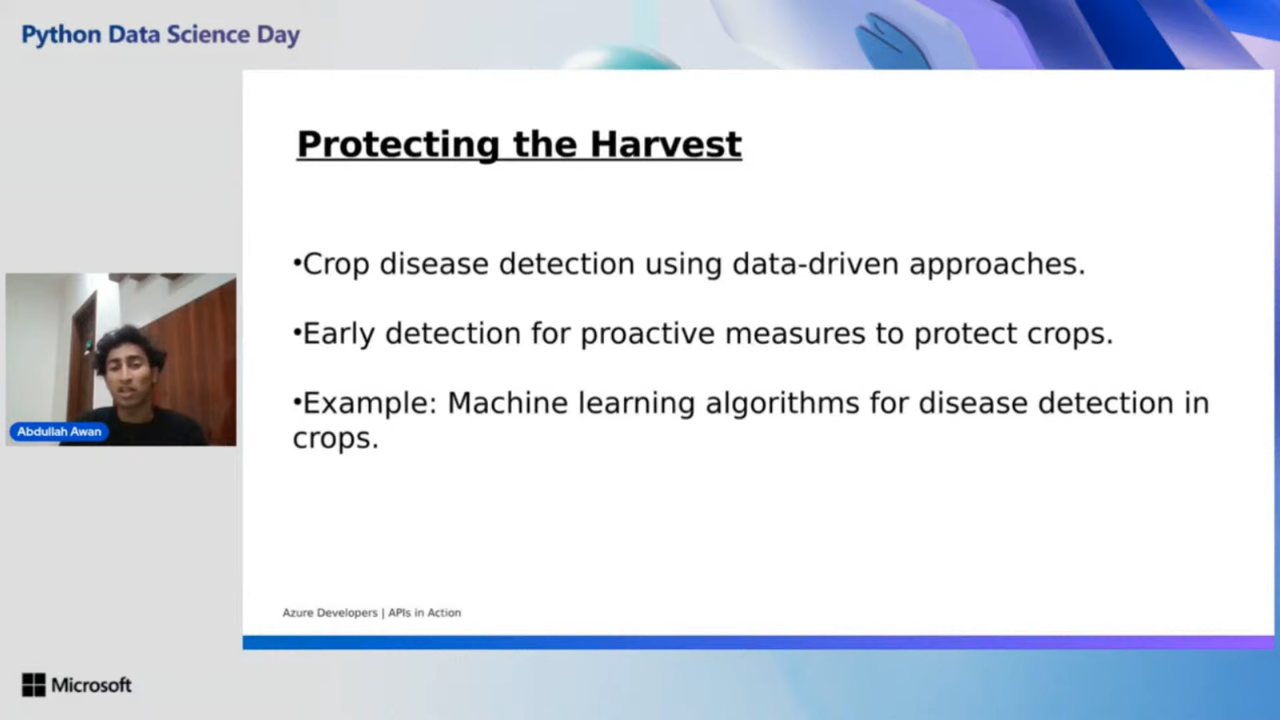 Python Data Science Day
Protecting the Harvest
•Crop disease detection using data-driven approaches.
•Early detection for proactive measures to protect crops.
•Example: Machine learning algorithms for disease detection in
crops.
Abdullah Awan
Azure Developers | APIs in Action
Microsoft